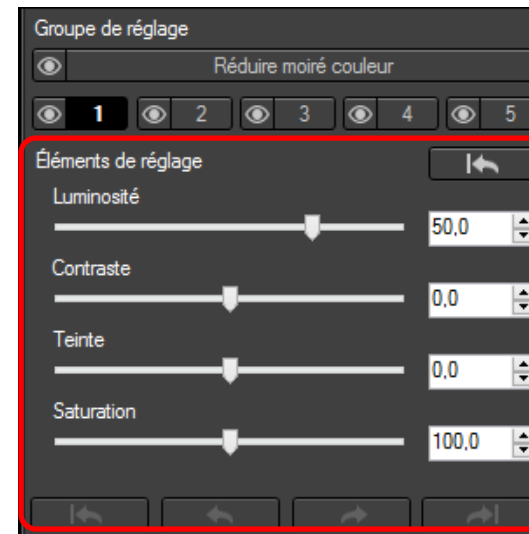 Groupe de réglage
Réduire moiré couleur
1 2 3 4 5
Éléments de réglage
Luminosité
50,0
Contraste
0,0
Teinte
0,0
Saturation
100,0